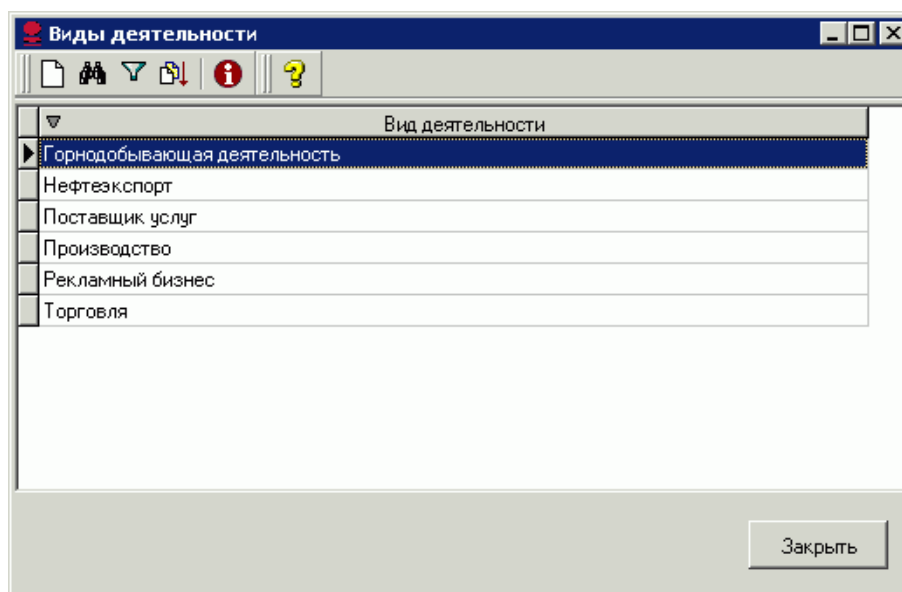 Виды деятельности
Вид деятельности
Горнодобывающая деятельность
Нефтеэкспорт
Поставщик услуг
Производство
Рекламный бизнес
Торговля
Закрыть